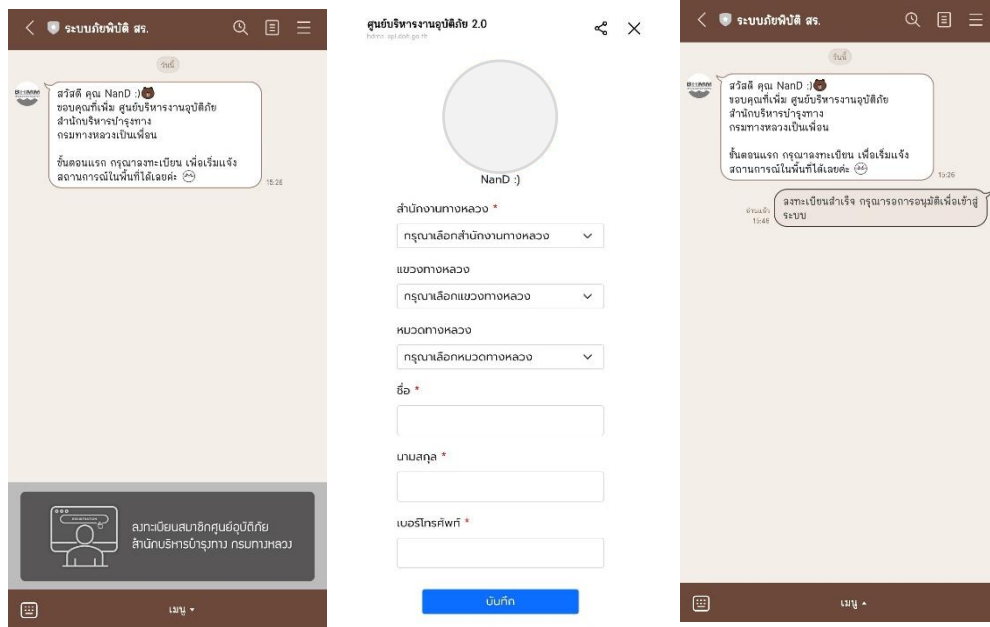 ระบบภัยพิบัติ สร.
วันนี้
สวัสดี คุณ NanD :)
ขอบคุณที่เพิ่ม ศูนย์บริหารงานอุบัติภัย
สำนักบริหารบำรุงทาง
กรมทางหลวงเป็นเพื่อน
ขั้นตอนแรก กรุณาลงทะเบียน เพื่อเริ่มแจ้ง
สถานการณ์ในพื้นที่ได้เลยค่ะ
15:26
ลงทะเบียนสมาชิกศูนย์อุบัติภัย
สำนักบริหารบำรุงทาง กรมทางหลวง
เมนู
ศูนย์บริหารงานอุบัติภัย 2.0
NanD :)
สำนักงานทางหลวง *
กรุณาเลือกสำนักงานทางหลวง
แขวงทางหลวง
กรุณาเลือกแขวงทางหลวง
หมวดทางหลวง
กรุณาเลือกหมวดทางหลวง
ชื่อ *
นามสกุล *
เบอร์โทรศัพท์ *
บันทึก
ระบบภัยพิบัติ สร.
วันนี้
สวัสดี คุณ NanD :)
ขอบคุณที่เพิ่ม ศูนย์บริหารงานอุบัติภัย
สำนักบริหารบำรุงทาง
กรมทางหลวงเป็นเพื่อน
ขั้นตอนแรก กรุณาลงทะเบียน เพื่อเริ่มแจ้ง
สถานการณ์ในพื้นที่ได้เลยค่ะ
15:26
ลงทะเบียนสำเร็จ กรุณารอการอนุมัติเพื่อเข้าสู่
ระบบ
อ่านแล้ว
15:46
เมนู